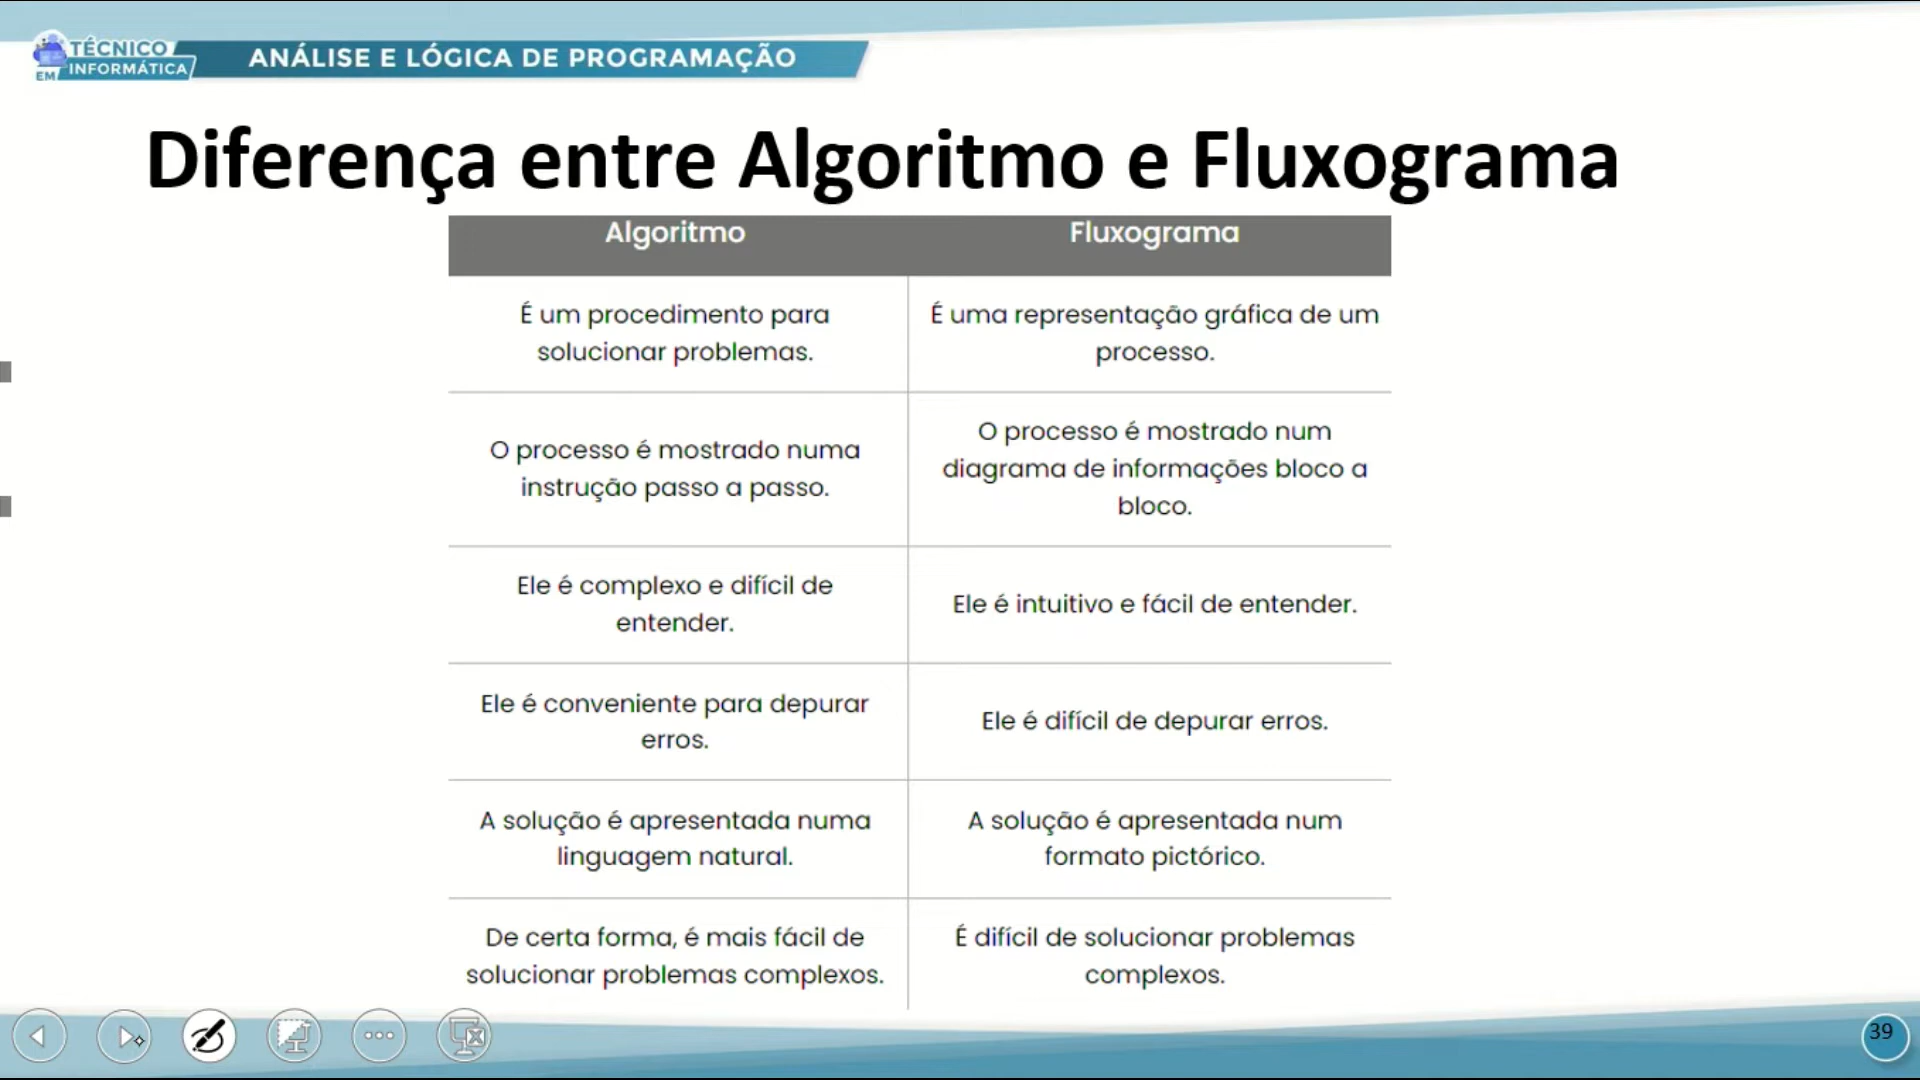 TÉCNICO
EM INFORMÁTICA
ANÁLISE E LÓGICA DE PROGRAMAÇÃO
Diferença entre Algoritmo e Fluxograma
Algoritmo
Fluxograma
É um procedimento para
solucionar problemas.
É uma representação gráfica de um
processo.
O processo é mostrado numa
instrução passo a passo.
O processo é mostrado num
diagrama de informações bloco a
bloco.
Ele é complexo e difícil de
entender.
Ele é intuitivo e fácil de entender.
Ele é conveniente para depurar
erros.
Ele é difícil de depurar erros.
A solução é apresentada numa
linguagem natural.
A solução é apresentada num
formato pictórico.
De certa forma, é mais fácil de
solucionar problemas complexos.
É difícil de solucionar problemas
complexos.
39